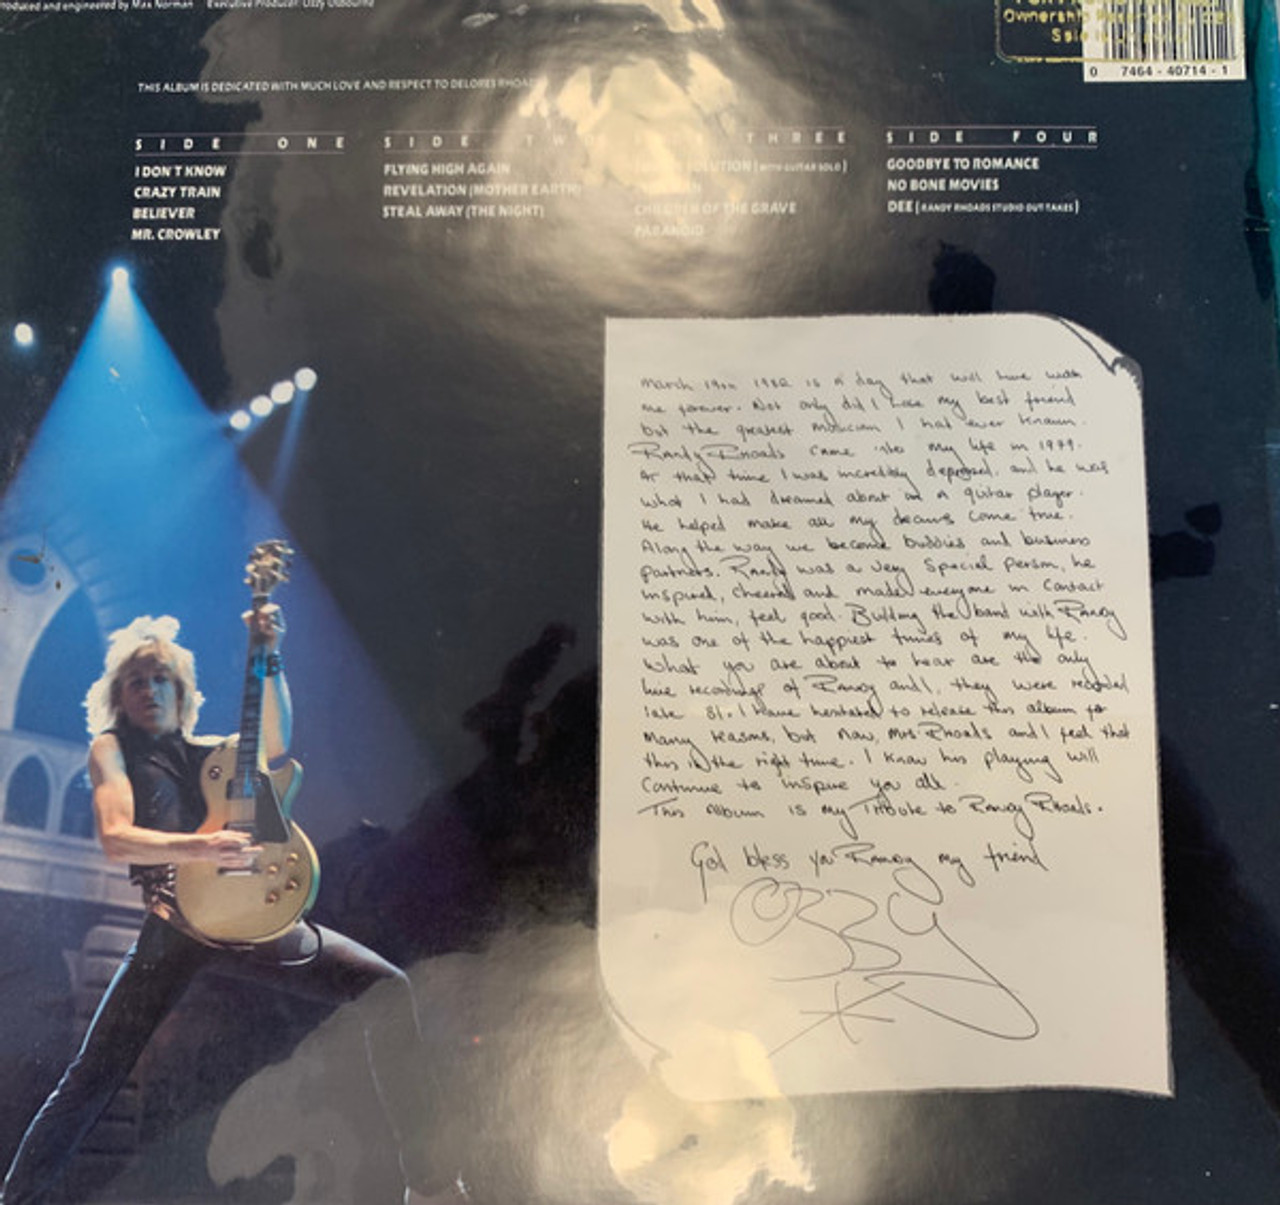 roduced and engineered by Max Norman Executive Producer: Ozzy Osbourne
Ownership
Sale
0 7464 - 40714 - 1
THIS ALBUM IS DEDICATED WITH MUCH LOVE AND RESPECT TO DELORES RHOADS
SIDE ONE
I DON'T KNOW
CRAZY TRAIN
BELIEVER
MR. CROWLEY
SIDE TWO
FLYING HIGH AGAIN
REVELATION (MOTHER EARTH)
STEAL AWAY (THE NIGHT)
THREE
SOLUTION (WITH GUITAR SOLO)
CHILDREN OF THE GRAVE
PARANOID
SIDE FOUR
GOODBYE TO ROMANCE
NO BONE MOVIES
DEE (RANDY RHOADS STUDIO OUT TAKES)
March 19th 1982 is a day that will live with
me forever. Not only did I lose my best friend
but the greatest musician I had ever known.
Randy Rhoads came into my life in 1979.
At that time I was incredibly depressed, and he was
what I had dreamed about in a guitar player.
He helped make all my dreams come true.
Along the way we became buddies and business
partners. Randy was a very special person, he
inspired, cheered and made everyone in contact
with him, feel good. Building the band with Randy
was one of the happiest times of my life.
What you are about to hear are the only
live recordings of Randy and I, they were recorded
late 81. I have hesitated to release this album for
many reasons, but now, Mrs Rhoads and I feel that
this is the right time. I know his playing will
continue to inspire you all.
This Album is my Tribute to Randy Rhoads.
God bless you Randy my friend
Ozzy